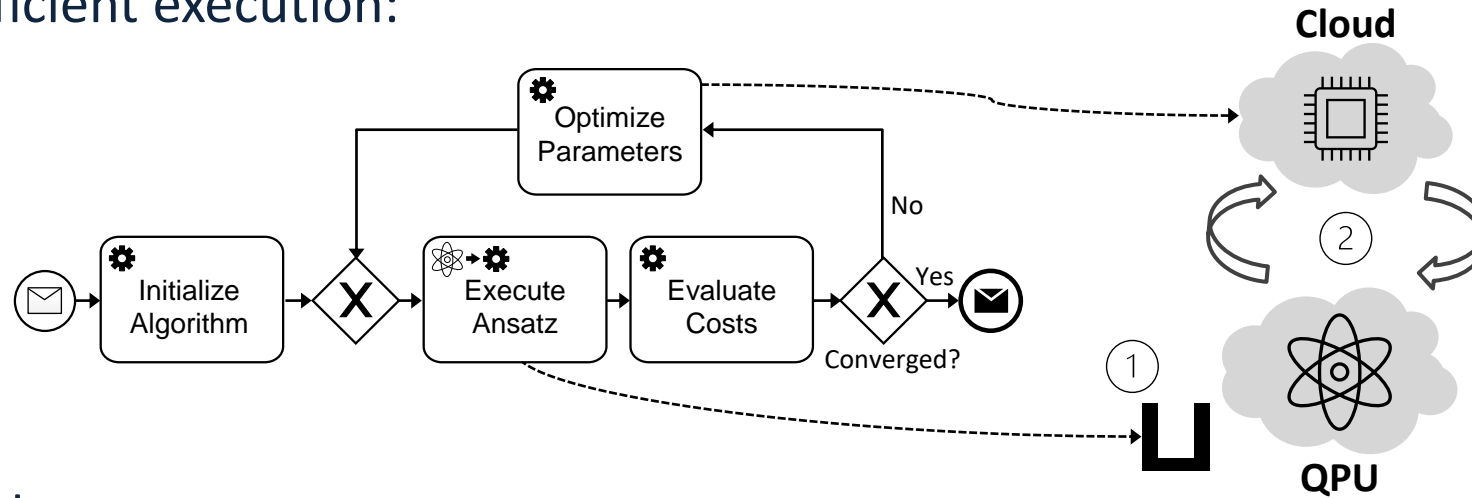 ficient execution:
Cloud
Optimize
Parameters
No
2
Initialize
Algorithm
X
Execute
Ansatz
Evaluate
Costs
X
Yes
Converged?
1
QPU